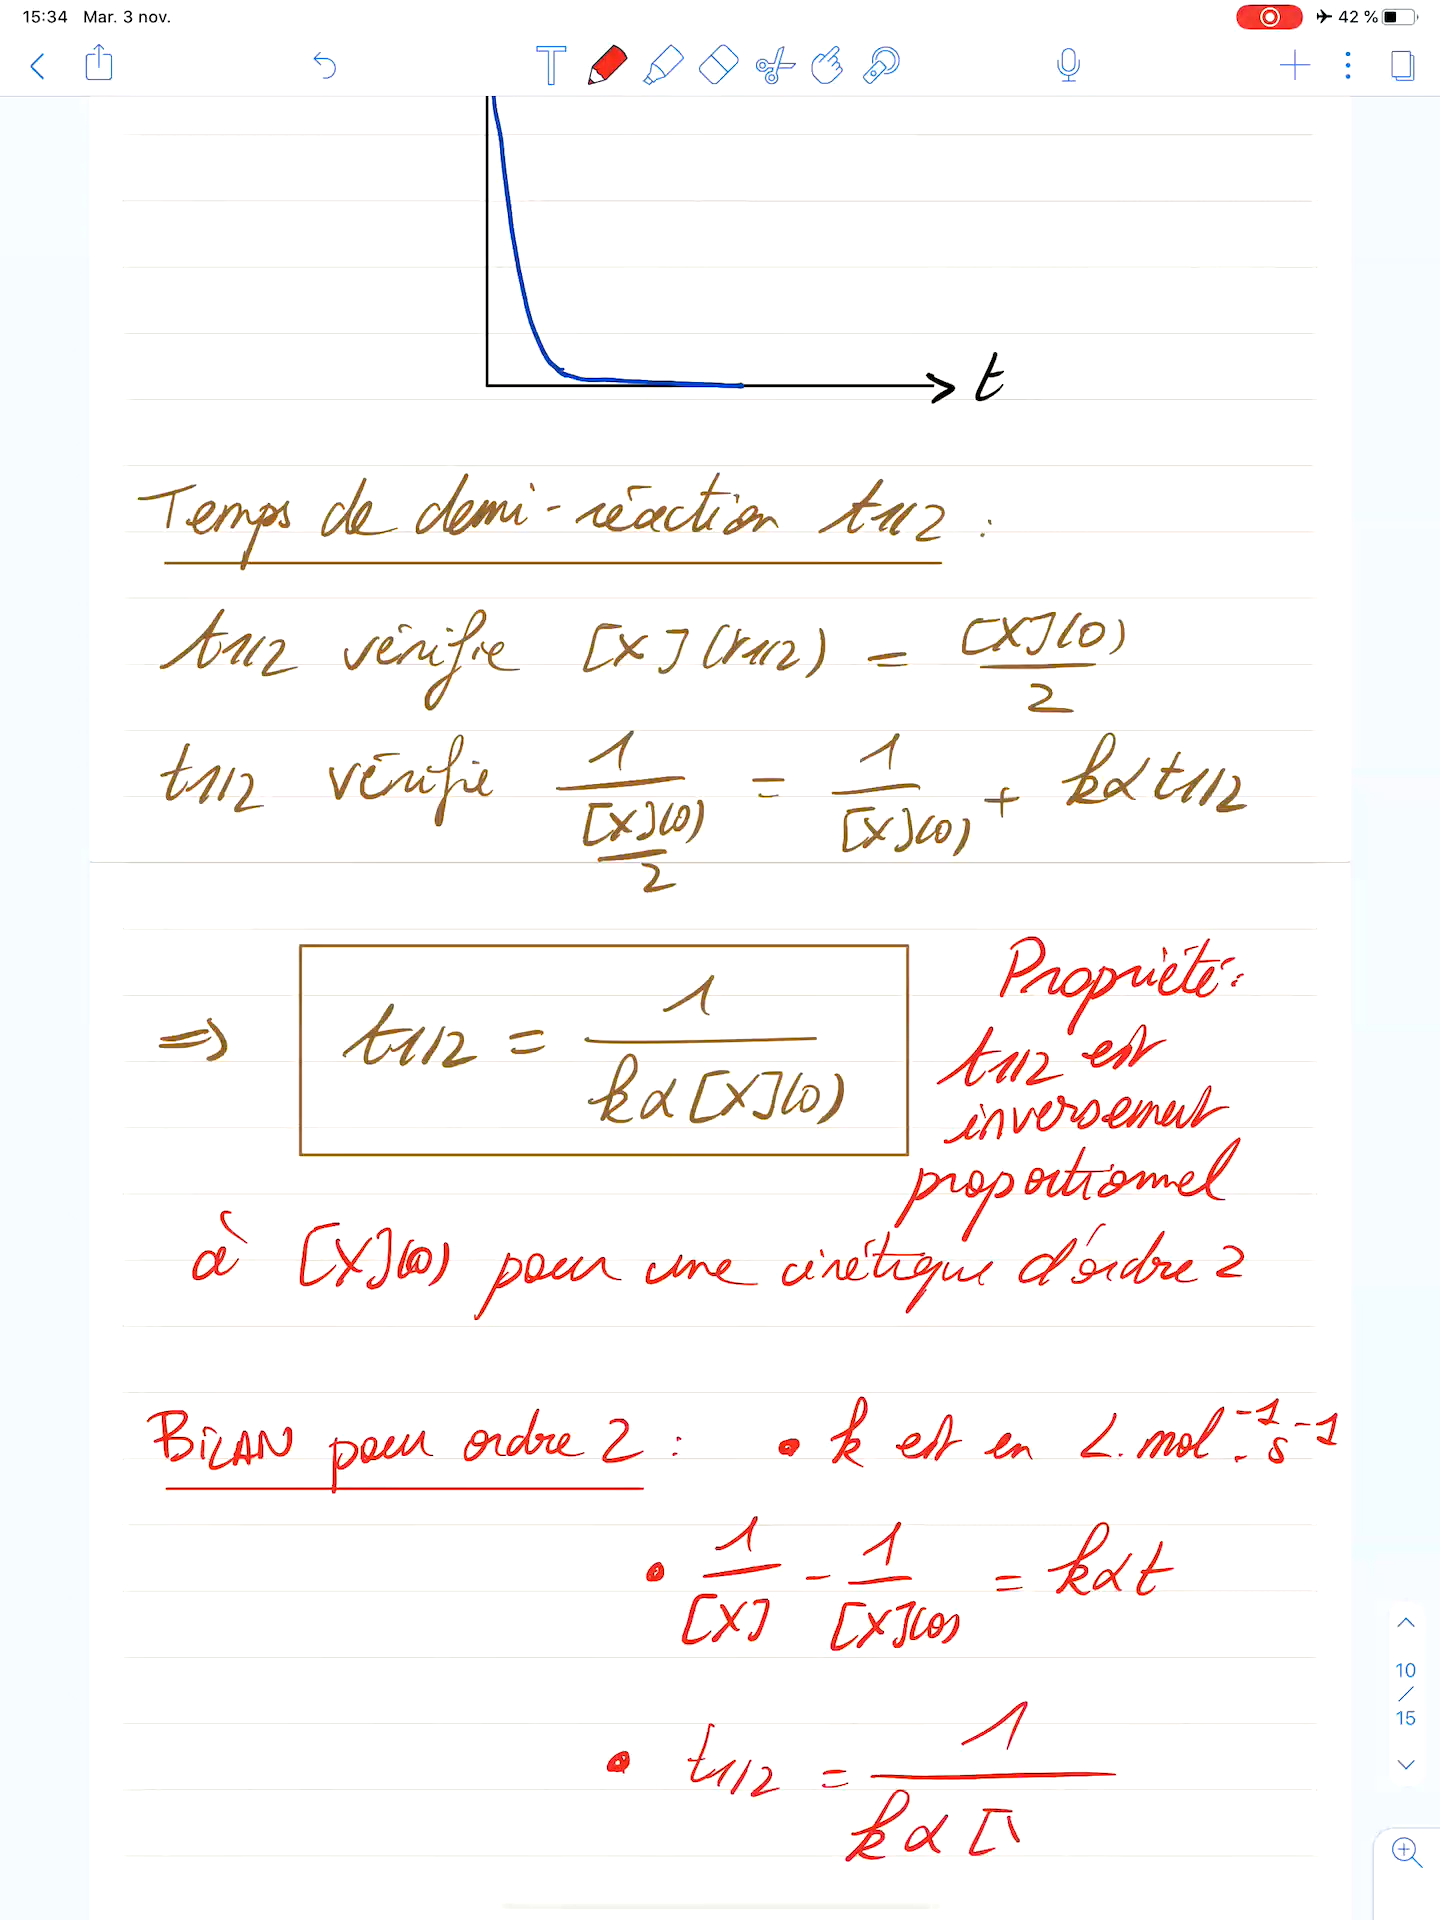 15:34 Mar. 3 nov. 42 %
T
t
Temps de demi-réaction t1/2 :
t1/2 vérifie [X](t1/2) = [X](0)/2
t1/2 vérifie 1/([X](0)/2) = 1/[X](0) + kαt1/2
⇒ t1/2 = 1/(kα[X](0))
Propriété:
t1/2 est
inversement
proportionnel
à [X](0) pour une cinétique d'ordre 2
BILAN pour ordre 2 : • k est en L.mol⁻¹.s⁻¹
• 1/[X] - 1/[X](0) = kαt
• t1/2 = 1/(kα[
10
/
15